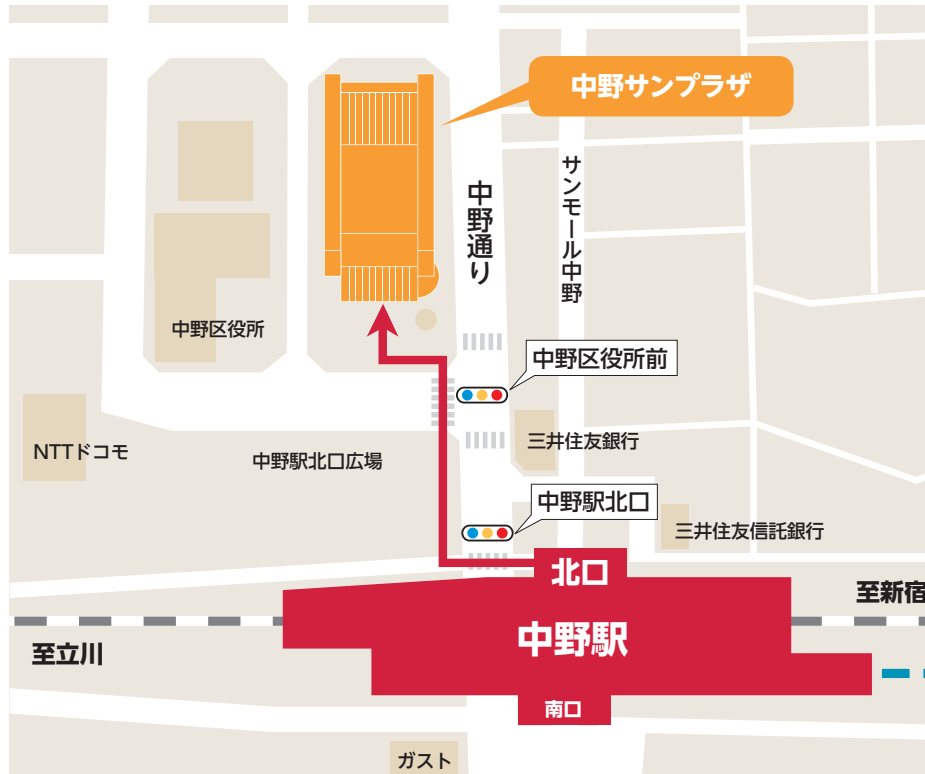 中野サンプラザ
サンモール中野
中野通り
中野区役所
中野区役所前
NTTドコモ
中野駅北口広場
三井住友銀行
中野駅北口
三井住友信託銀行
北口
至新宿
中野駅
至立川
南口
ガスト